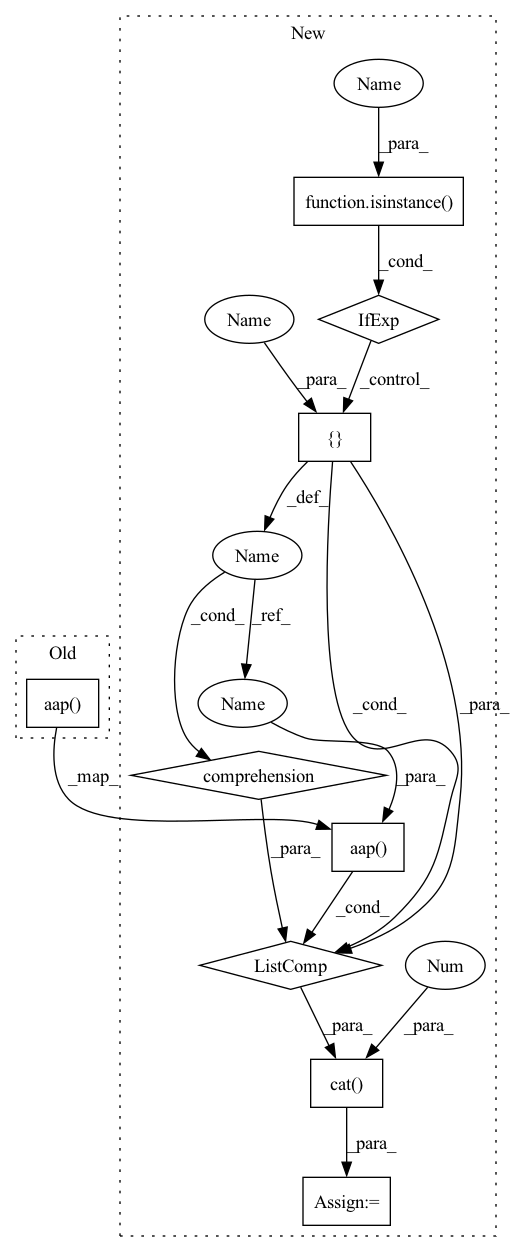 New
Name
_para_
function.isinstance()
_cond_
Name
IfExp
_para_
_control_
{}
_def_
Name
_cond_
_ref_
Old
aap()
Name
_cond_
_para_
_map_
comprehension
_para_
_para_
aap()
_cond_
ListComp
Num
_para_
_para_
cat()
_para_
Assign:=